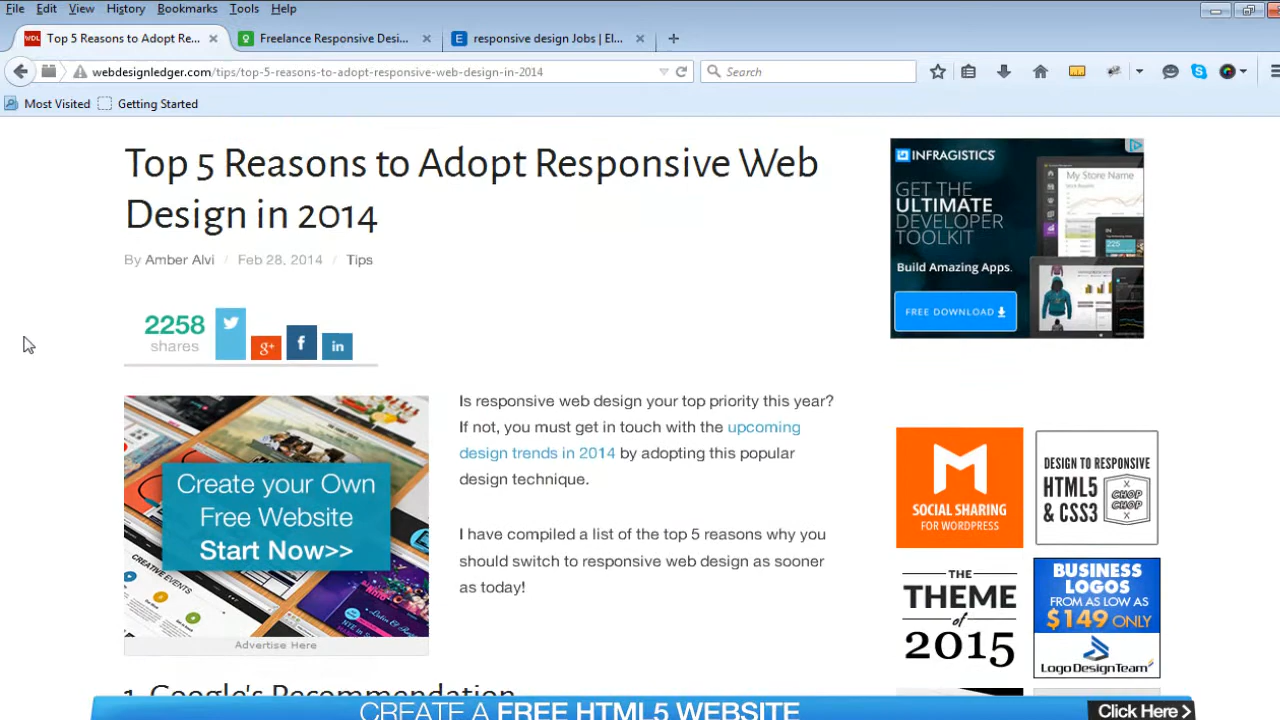 File Edit View History Bookmarks Tools Help
Top 5 Reasons to Adopt Re...
Freelance Responsive Desi...
responsive design Jobs | El...
webdesignledger.com/tips/top-5-reasons-to-adopt-responsive-web-design-in-2014
Search
Most Visited
Getting Started
Top 5 Reasons to Adopt Responsive Web
Design in 2014
By Amber Alvi / Feb 28, 2014 / Tips
2258
shares
Create your Own
Free Website
Start Now>>
CREATIVE EVENTS
Advertise Here
Is responsive web design your top priority this year?
If not, you must get in touch with the upcoming
design trends in 2014 by adopting this popular
design technique.
I have compiled a list of the top 5 reasons why you
should switch to responsive web design as sooner
as today!
1. Google's Recommendation
INFRAGISTICS
GET THE
ULTIMATE
DEVELOPER
TOOLKIT
Build Amazing Apps.
FREE DOWNLOAD
My Store Name
SOCIAL SHARING
FOR WORDPRESS
DESIGN TO RESPONSIVE
HTML5
& CSS3
CHOP
CHOP
THE
THEME
of
2015
BUSINESS
LOGOS
FROM AS LOW AS
$149 ONLY
LogoDesignTeam
CREATE A FREE HTML5 WEBSITE
Click Here >